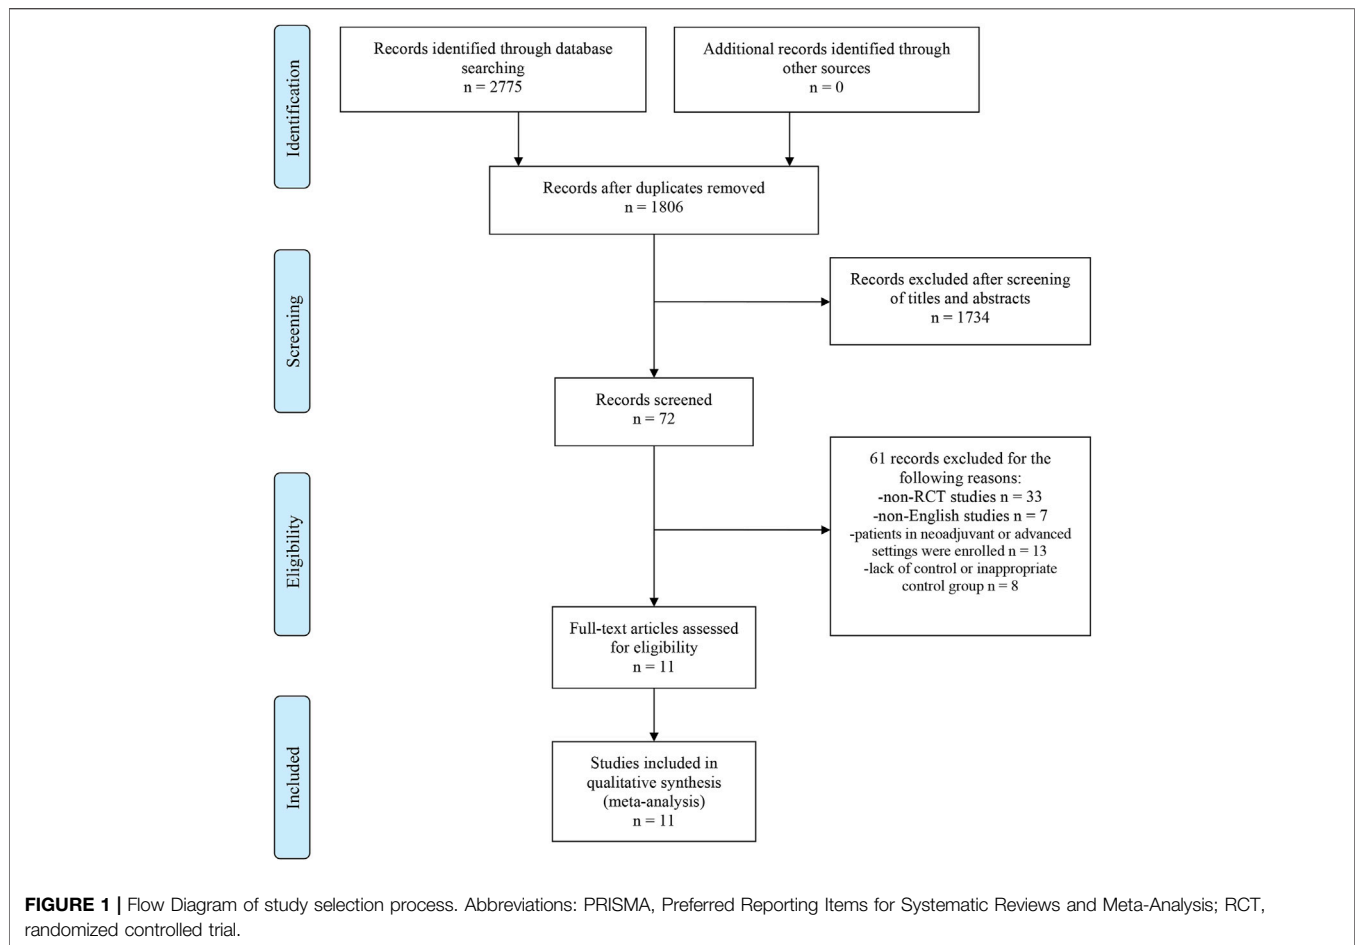 Identification
Records identified through database
searching
n = 2775
Additional records identified through
other sources
n = 0
Records after duplicates removed
n = 1806
Screening
Records excluded after screening
of titles and abstracts
n = 1734
Records screened
n = 72
Eligibility
61 records excluded for the
following reasons:
-non-RCT studies n = 33
-non-English studies n = 7
-patients in neoadjuvant or advanced
settings were enrolled n = 13
-lack of control or inappropriate
control group n = 8
Full-text articles assessed
for eligibility
n = 11
Included
Studies included in
qualitative synthesis
(meta-analysis)
n = 11
FIGURE 1 | Flow Diagram of study selection process. Abbreviations: PRISMA, Preferred Reporting Items for Systematic Reviews and Meta-Analysis; RCT,
randomized controlled trial.